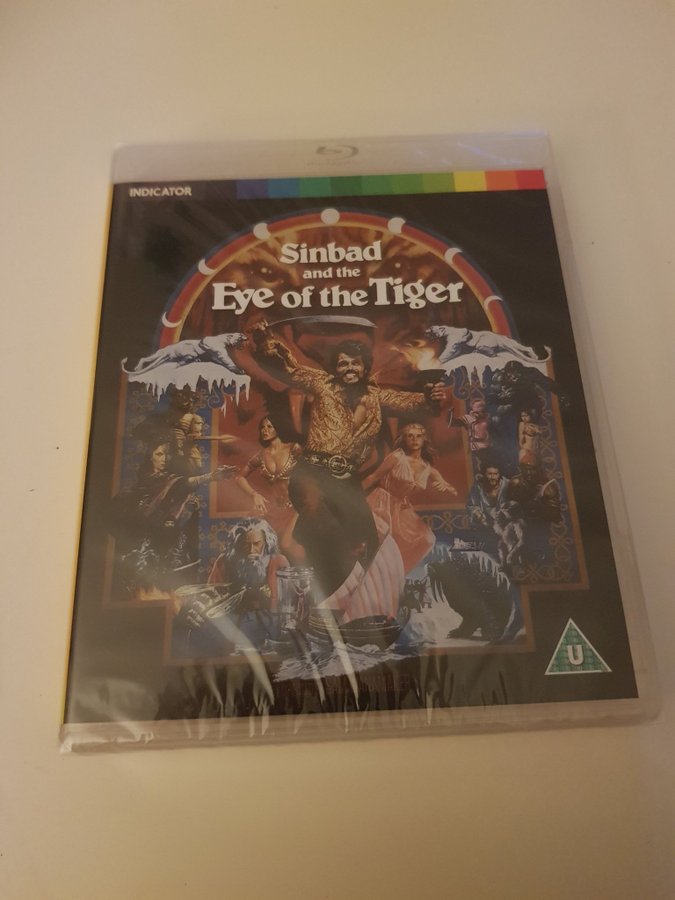 INDICATOR
Sinbad
and the
Eye of the Tiger
U